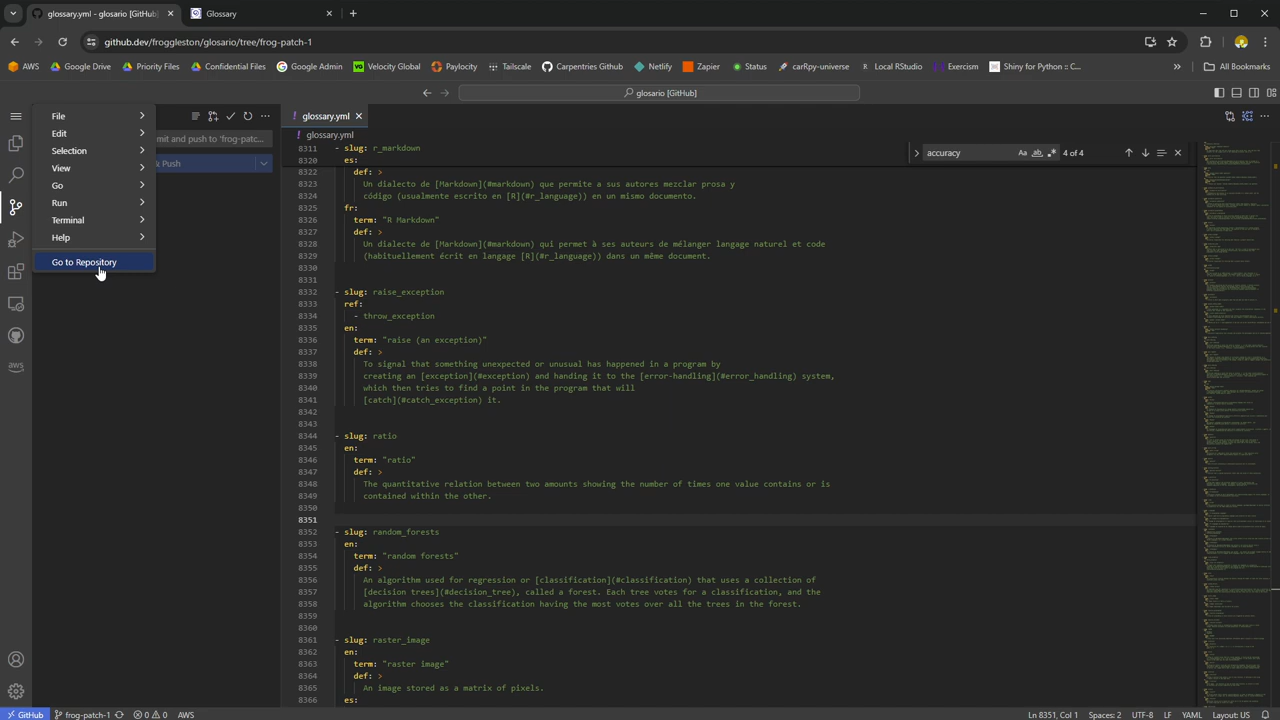 glossary.yml - glosario [GitHub]
Glossary
github.dev/froggleston/glosario/tree/frog-patch-1
AWS
Google Drive
Priority Files
Confidential Files
Google Admin
Velocity Global
Paylocity
Tailscale
Carpentries Github
Netlify
Zapier
Status
carRpy-universe
Local RStudio
Exercism
Shiny for Python :: C...
All Bookmarks
glosario [GitHub]
File
Edit
Selection
View
Go
Run
Terminal
Help
Go to Repository
mit and push to 'frog-patc...
& Push
glossary.yml
glossary.yml
accuracy
4 of 4
8311 - slug: r_markdown
8320 es:
8322 def: >
8323 Un dialecto de [Markdown](#markdown) que permite a sus autores mezclar prosa y
8324 código (usualmente escrito en [R](#r_language)) en un mismo documento.
8325 fr:
8326 term: "R Markdown"
8327 def: >
8328 Un dialecte de [Markdown](#markdown) qui permet à ses auteurs de mélanger langage naturel et code
8329 (habituellement écrit en langage [R](#r_language)) dans un même document.
8330
8331
8332 - slug: raise_exception
8333 ref:
8334 - throw_exception
8335 en:
8336 term: "raise (an exception)"
8337 def: >
8338 To signal that something unexpected or unusual has happened in a program by
8339 creating an [exception](#exception) and handing it to the [error-handling](#error_handling) system,
8340 which then tries to find a point in the program that will
8341 [catch](#catch_exception) it.
8342
8343
8344 - slug: ratio
8345 en:
8346 term: "ratio"
8347 def: >
8348 The quantitative relation between two amounts showing the number of times one value contains or is
8349 contained within the other.
8350
8351
8352 - slug: random_forests
8353 en:
8354 term: "random forests"
8355 def: >
8356 An algorithm used for regression or [classification](#classification) that uses a collection of
8357 [decision trees](#decision_tree), called a forest. Each tree votes for a classification, and the
8358 algorithm chooses the classification having the most votes over all the trees in the forest.
8359
8360
8361 - slug: raster_image
8362 en:
8363 term: "raster image"
8364 def: >
8365 An image stored as a matrix of pixels.
8366 es:
aws
GitHub
frog-patch-1
0 0
AWS
Ln 8351, Col 1
Spaces: 2
UTF-8
LF
YAML
Layout: US